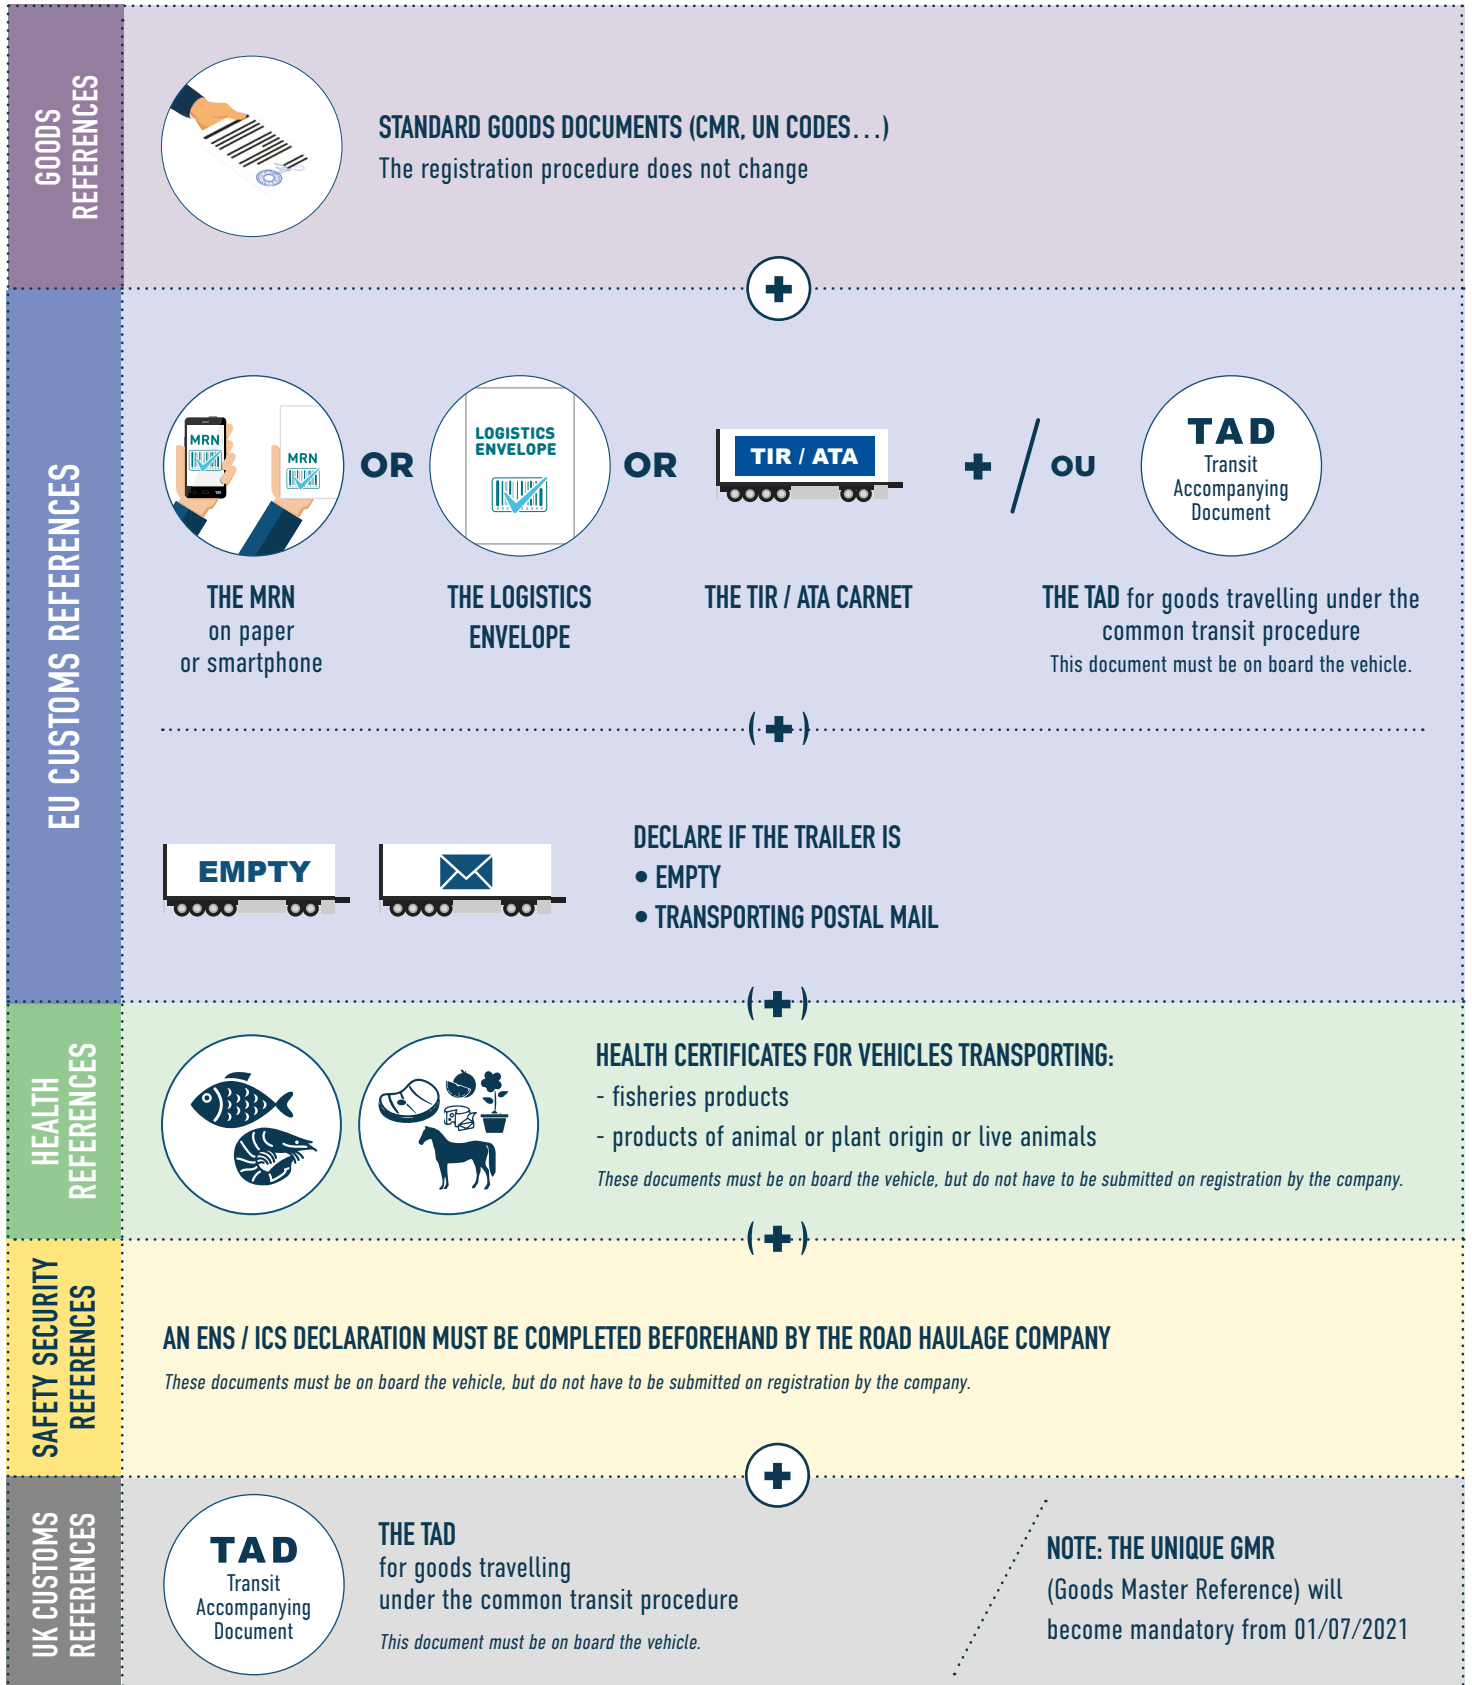 GOODS
REFERENCES
STANDARD GOODS DOCUMENTS (CMR, UN CODES...)
The registration procedure does not change
EU CUSTOMS REFERENCES
MRN
MRN
OR
LOGISTICS
ENVELOPE
OR
TIR / ATA
+ / OU
TAD
Transit
Accompanying
Document
THE MRN
on paper
or smartphone
THE LOGISTICS
ENVELOPE
THE TIR / ATA CARNET
THE TAD for goods travelling under the
common transit procedure
This document must be on board the vehicle.
(+)
EMPTY
DECLARE IF THE TRAILER IS
• EMPTY
• TRANSPORTING POSTAL MAIL
(+)
HEALTH
REFERENCES
HEALTH CERTIFICATES FOR VEHICLES TRANSPORTING:
- fisheries products
- products of animal or plant origin or live animals
These documents must be on board the vehicle, but do not have to be submitted on registration by the company.
(+)
SAFETY SECURITY
REFERENCES
AN ENS / ICS DECLARATION MUST BE COMPLETED BEFOREHAND BY THE ROAD HAULAGE COMPANY
These documents must be on board the vehicle, but do not have to be submitted on registration by the company.
UK CUSTOMS
REFERENCES
TAD
Transit
Accompanying
Document
THE TAD
for goods travelling
under the common transit procedure
This document must be on board the vehicle.
NOTE: THE UNIQUE GMR
(Goods Master Reference) will
become mandatory from 01/07/2021